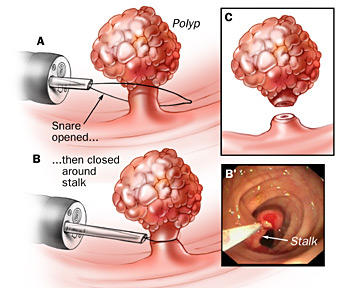 A
Polyp
Snare
opened...
B
...then closed
around
stalk
C
B'
Stalk